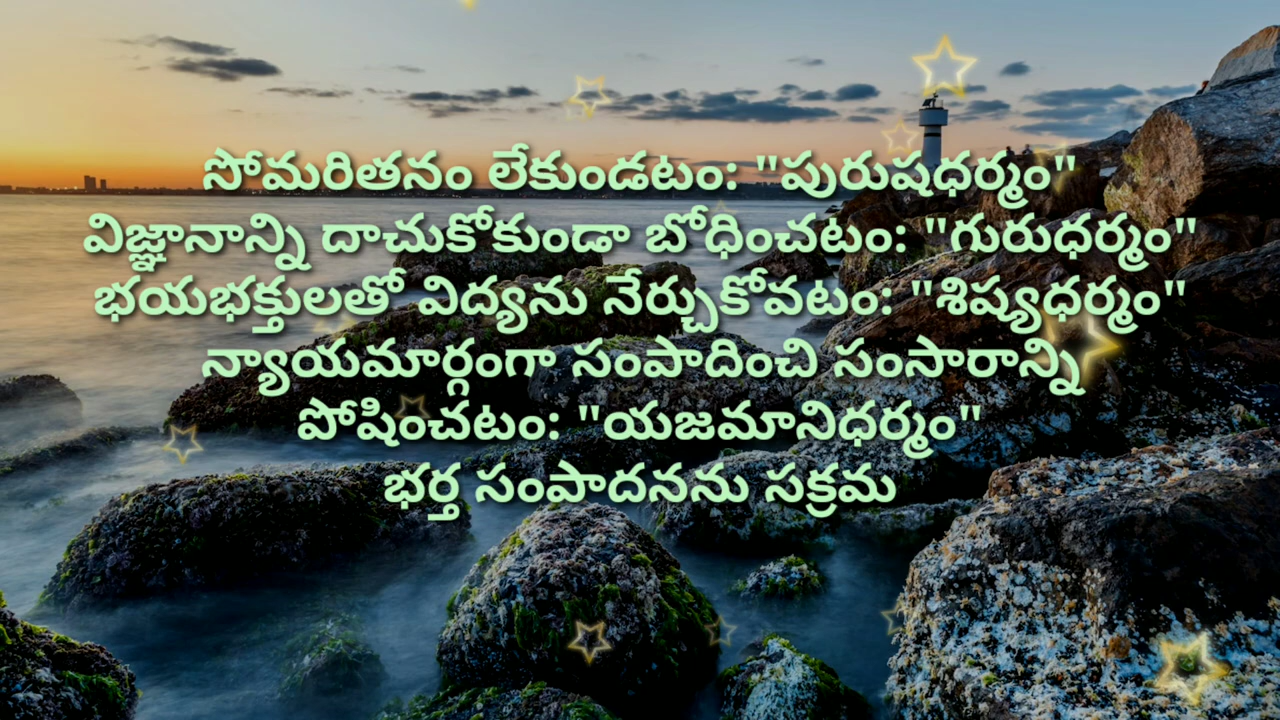 సోమరితనం లేకుండటం: "పురుషధర్మం"
విజ్ఞానాన్ని దాచుకోకుండా బోధించటం: "గురుధర్మం"
భయభక్తులతో విద్యను నేర్చుకోవటం: "శిష్యధర్మం"
న్యాయమార్గంగా సంపాదించి సంసారాన్ని
పోషించటం: "యజమానిధర్మం"
భర్త సంపాదనను సక్రమ